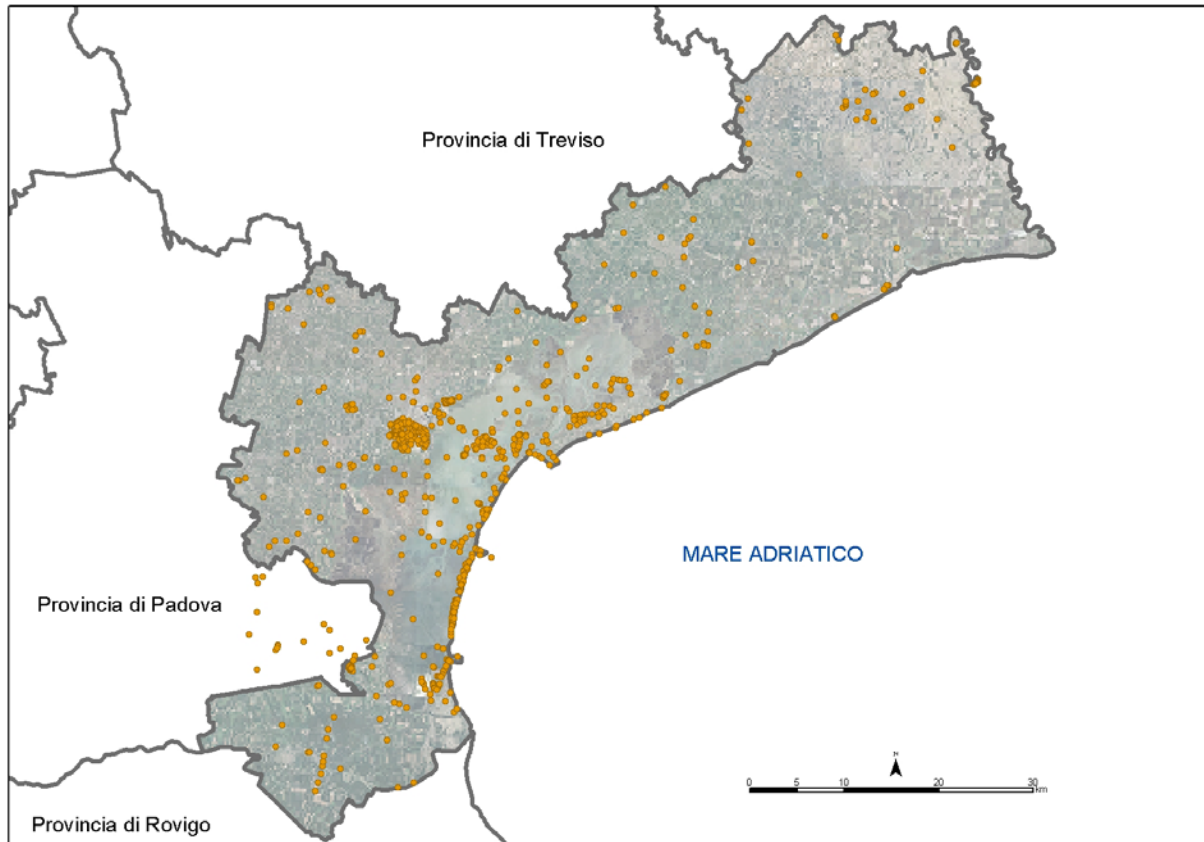 Provincia di Treviso
MARE ADRIATICO
Provincia di Padova
N
0 5 10 20 30
km
Provincia di Rovigo